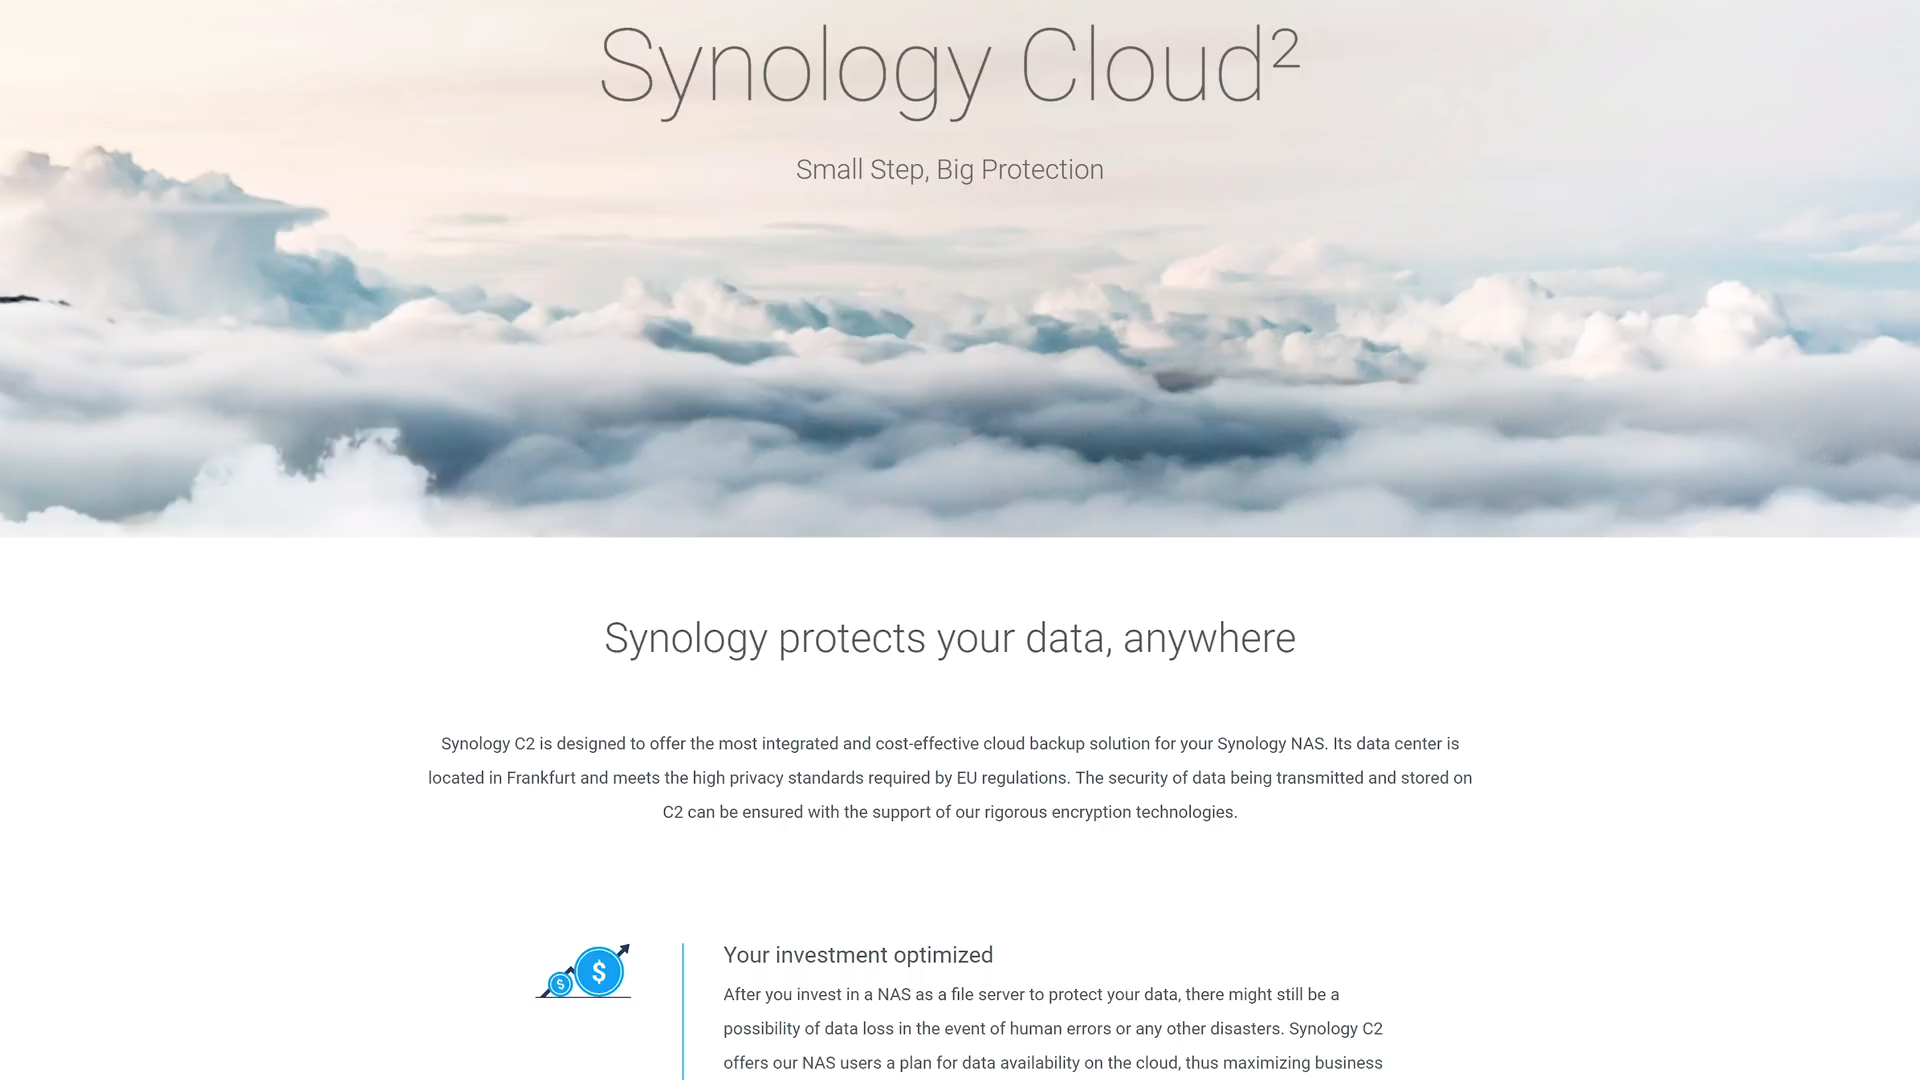 Synology Cloud²
Small Step, Big Protection
Synology protects your data, anywhere
Synology C2 is designed to offer the most integrated and cost-effective cloud backup solution for your Synology NAS. Its data center is
located in Frankfurt and meets the high privacy standards required by EU regulations. The security of data being transmitted and stored on
C2 can be ensured with the support of our rigorous encryption technologies.
$
$
Your investment optimized
After you invest in a NAS as a file server to protect your data, there might still be a
possibility of data loss in the event of human errors or any other disasters. Synology C2
offers our NAS users a plan for data availability on the cloud, thus maximizing business